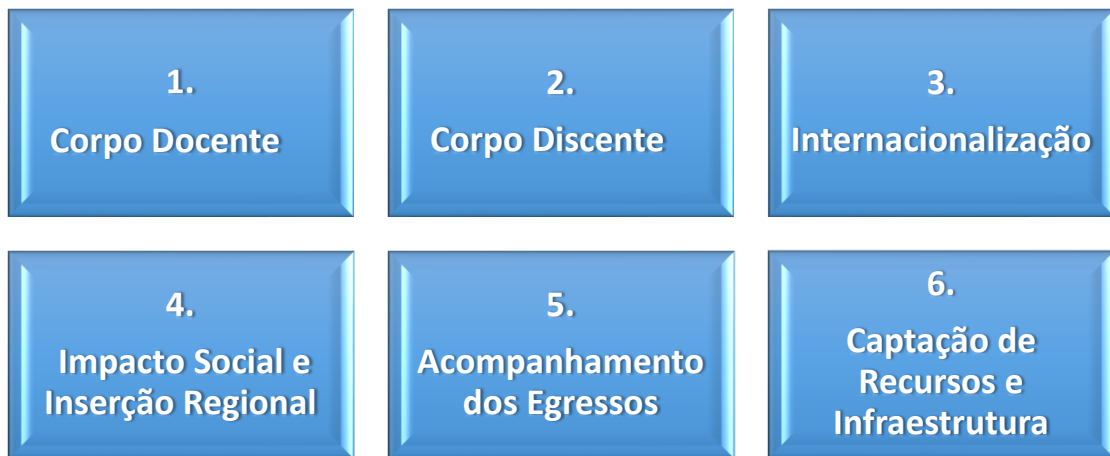 1.
Corpo Docente
2.
Corpo Discente
3.
Internacionalização
4.
Impacto Social e
Inserção Regional
5.
Acompanhamento
dos Egressos
6.
Captação de
Recursos e
Infraestrutura